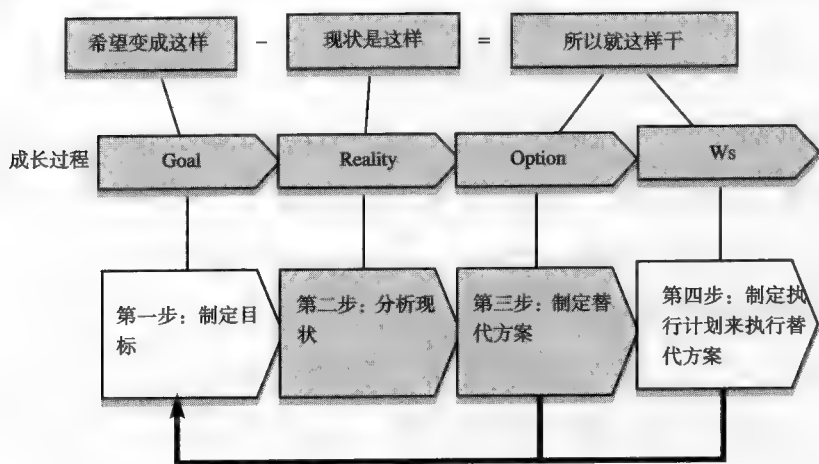 希望变成这样 － 现状是这样 = 所以就这样干
成长过程 Goal Reality Option Ws
第一步：制定目
标
第二步：分析现
状
第三步：制定替
代方案
第四步：制定执
行计划来执行替
代方案